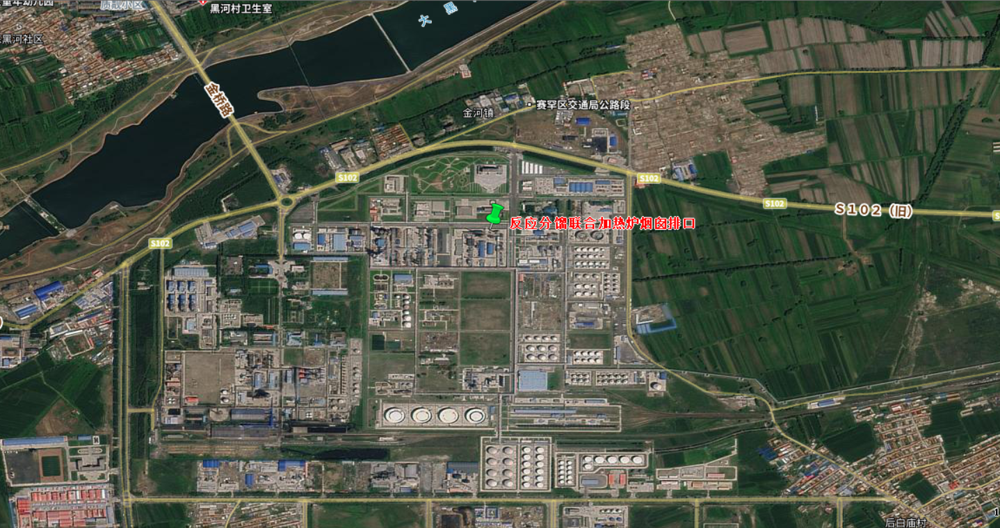 黑河村卫生室
大黑
黑河社区
金桥路
赛罕区交通局公路段
金河镇
S102
S102
S102
S102（旧）
反应分馏联合加热炉烟囱排口
S102
后白庙村